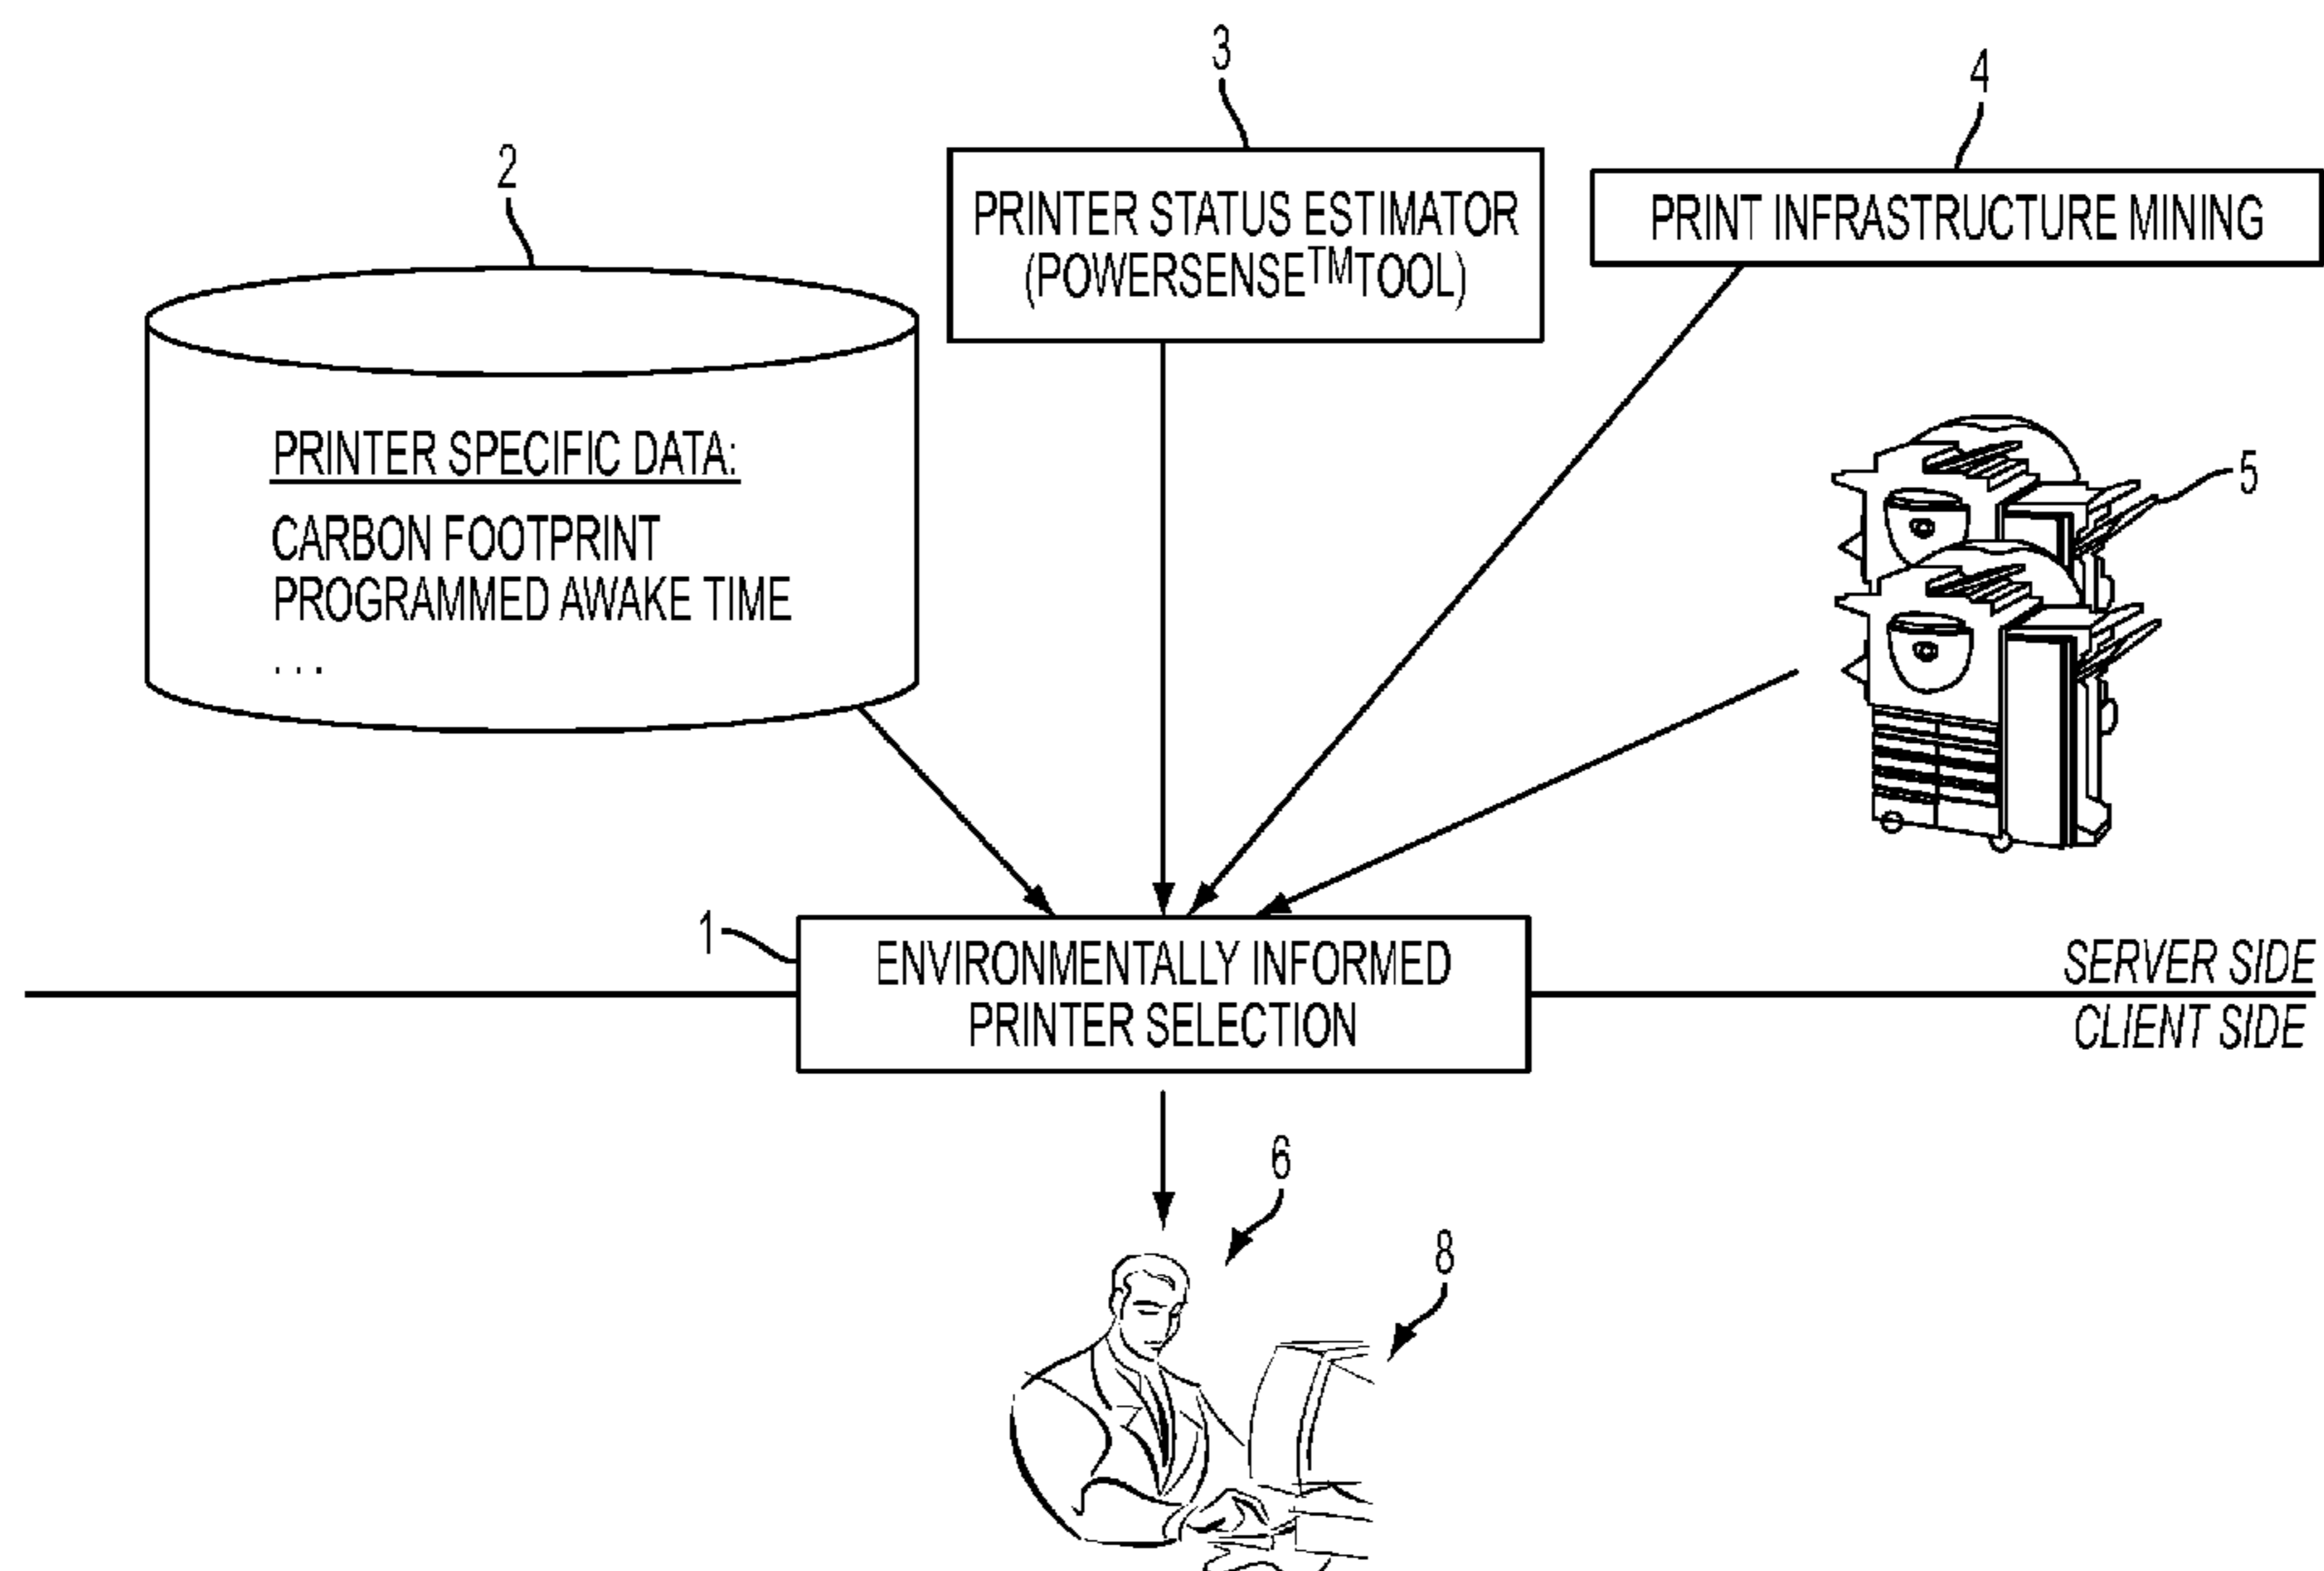 3
4
2
PRINTER STATUS ESTIMATOR
(POWERSENSE™TOOL)
PRINT INFRASTRUCTURE MINING
PRINTER SPECIFIC DATA:
CARBON FOOTPRINT
PROGRAMMED AWAKE TIME
. . .
5
1
ENVIRONMENTALLY INFORMED
PRINTER SELECTION
SERVER SIDE
CLIENT SIDE
6
8